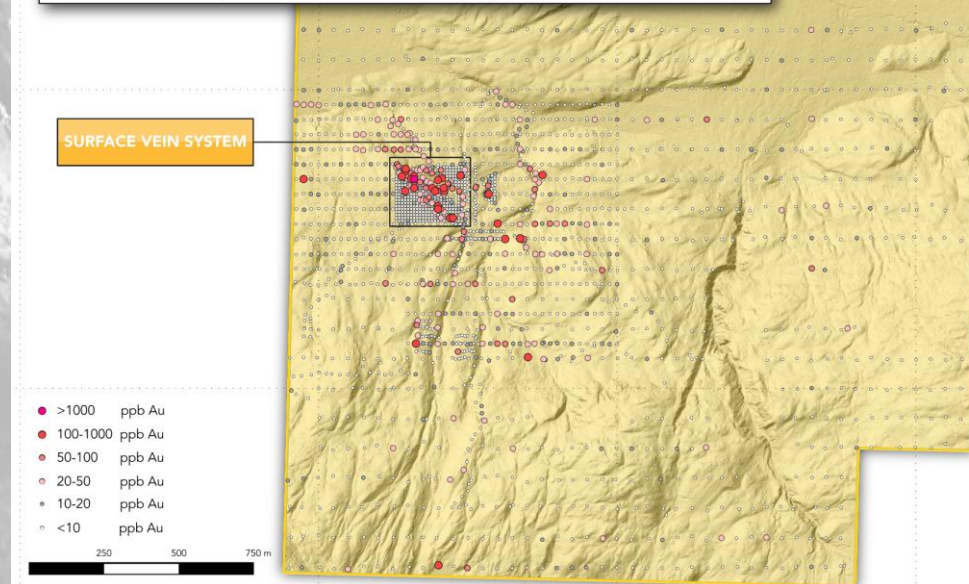 SURFACE VEIN SYSTEM
>1000 ppb Au
100-1000 ppb Au
50-100 ppb Au
20-50 ppb Au
10-20 ppb Au
<10 ppb Au
250 500 750 m